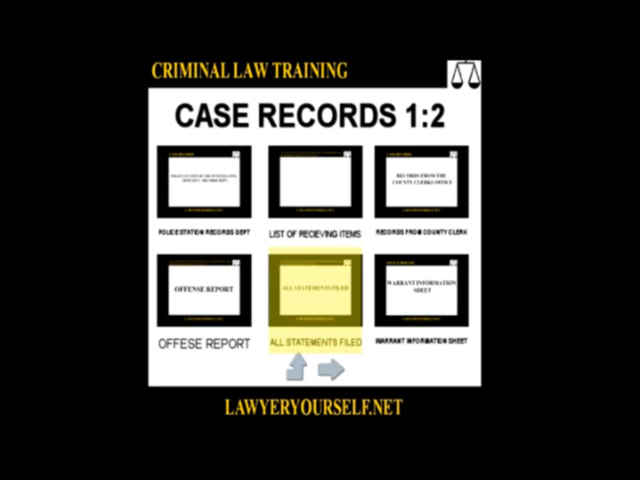 CRIMINAL LAW TRAINING
CASE RECORDS 1:2
RECORDS FROM THE
COUNTY CLERKS OFFICE
POLICE STATION RECORDS DEPT
LIST OF RECIEVING ITEMS
RECORDS FROM COUNTY CLERK
OFFENSE REPORT
ALL STATEMENTS FILED
WARRANT INFORMATION
SHEET
OFFESE REPORT
ALL STATEMENTS FILED
WARRANT INFORMATION SHEET
LAWYERYOURSELF.NET